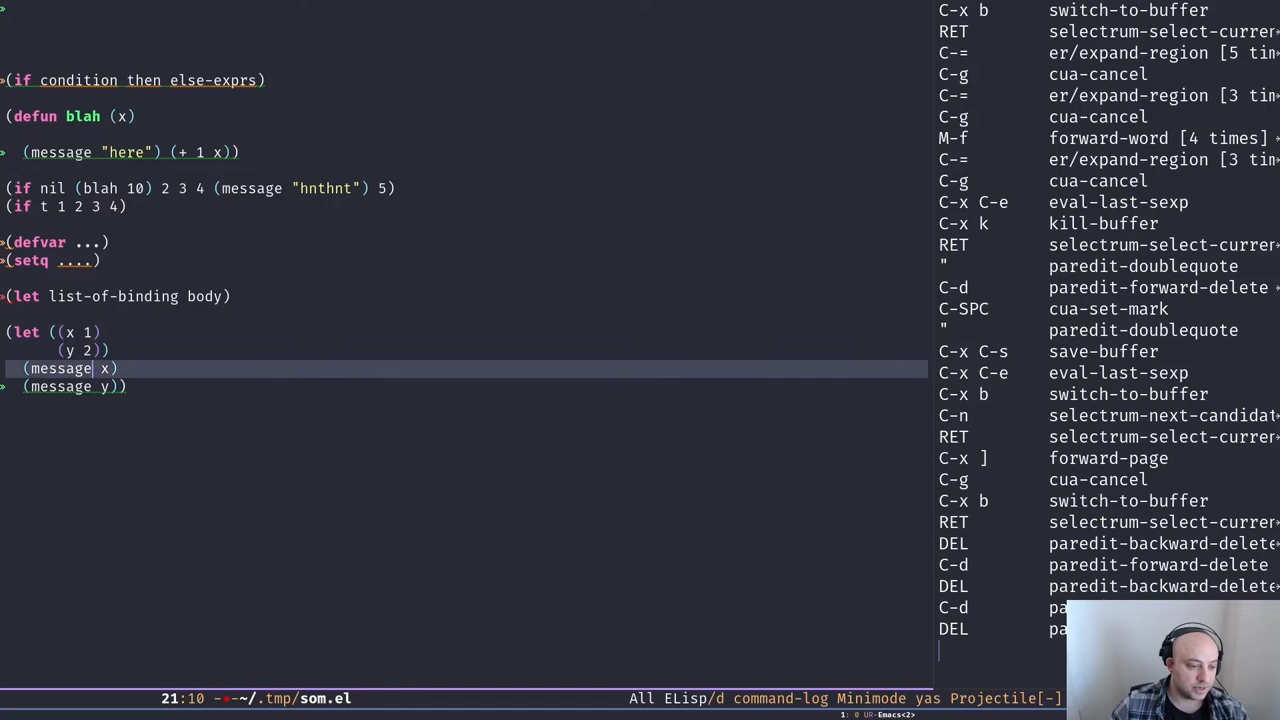 (if condition then else-exprs)
(defun blah (x)
(message "here") (+ 1 x))
(if nil (blah 10) 2 3 4 (message "hnthnt") 5)
(if t 1 2 3 4)
(defvar ...)
(setq ....)
(let list-of-binding body)
(let ((x 1)
(y 2))
(message x)
(message y))
21:10 -●-~/.tmp/som.el All ELisp/d command-log Minimode yas Projectile[-]
1: 0 UR-Emacs<2>
C-x b switch-to-buffer
RET selectrum-select-curren
C-= er/expand-region [5 tim
C-g cua-cancel
C-= er/expand-region [3 tim
C-g cua-cancel
M-f forward-word [4 times]
C-= er/expand-region [3 tim
C-g cua-cancel
C-x C-e eval-last-sexp
C-x k kill-buffer
RET selectrum-select-curren
" paredit-doublequote
C-d paredit-forward-delete
C-SPC cua-set-mark
" paredit-doublequote
C-x C-s save-buffer
C-x C-e eval-last-sexp
C-x b switch-to-buffer
C-n selectrum-next-candidat
RET selectrum-select-curren
C-x ] forward-page
C-g cua-cancel
C-x b switch-to-buffer
RET selectrum-select-curren
DEL paredit-backward-delete
C-d paredit-forward-delete
DEL paredit-backward-delete
C-d pa
DEL pa